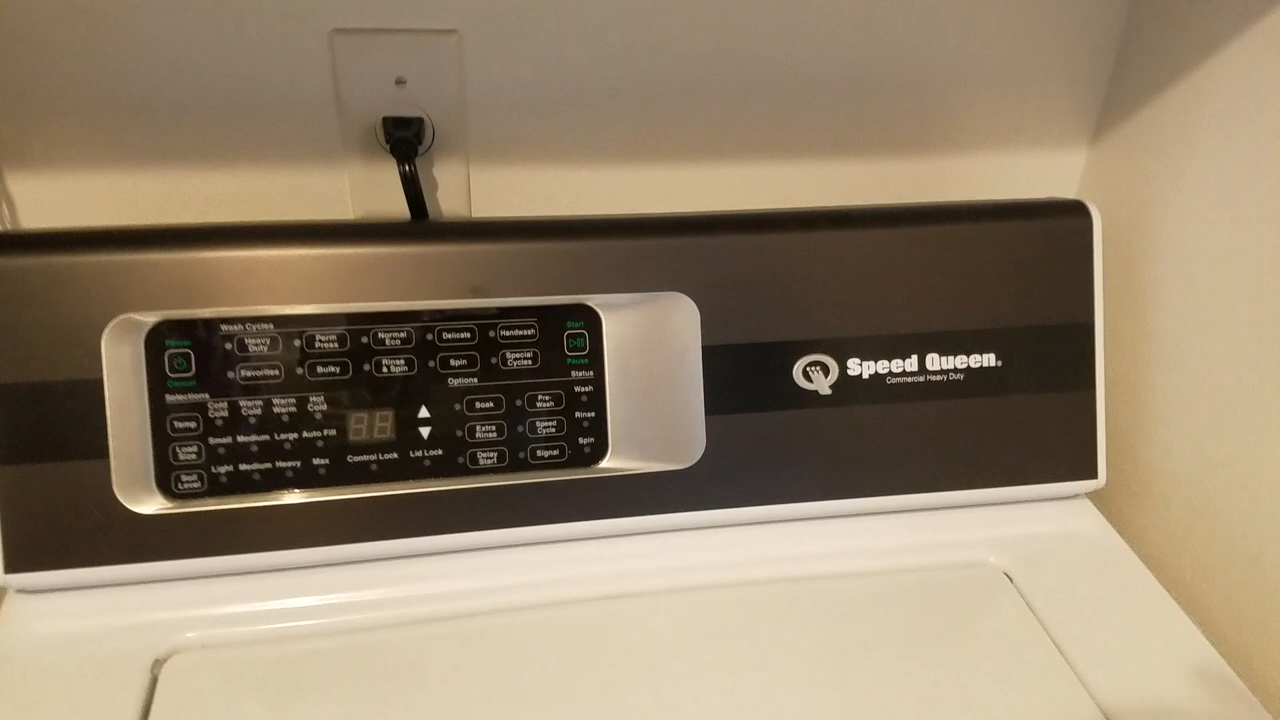 Wash Cycles
Power
Cancel
Heavy Duty
Perm Press
Normal Eco
Delicate
Handwash
Favorites
Bulky
Rinse & Spin
Spin
Special Cycles
Start
Pause
Selections
Temp
Cold Cold
Warm Cold
Warm Warm
Hot Cold
Load Size
Small Medium Large Auto Fill
Soil Level
Light Medium Heavy Max
88
Control Lock
Lid Lock
Options
Soak
Pre-Wash
Extra Rinse
Speed Cycle
Delay Start
Signal
Status
Wash
Rinse
Spin
Speed Queen®
Commercial Heavy Duty